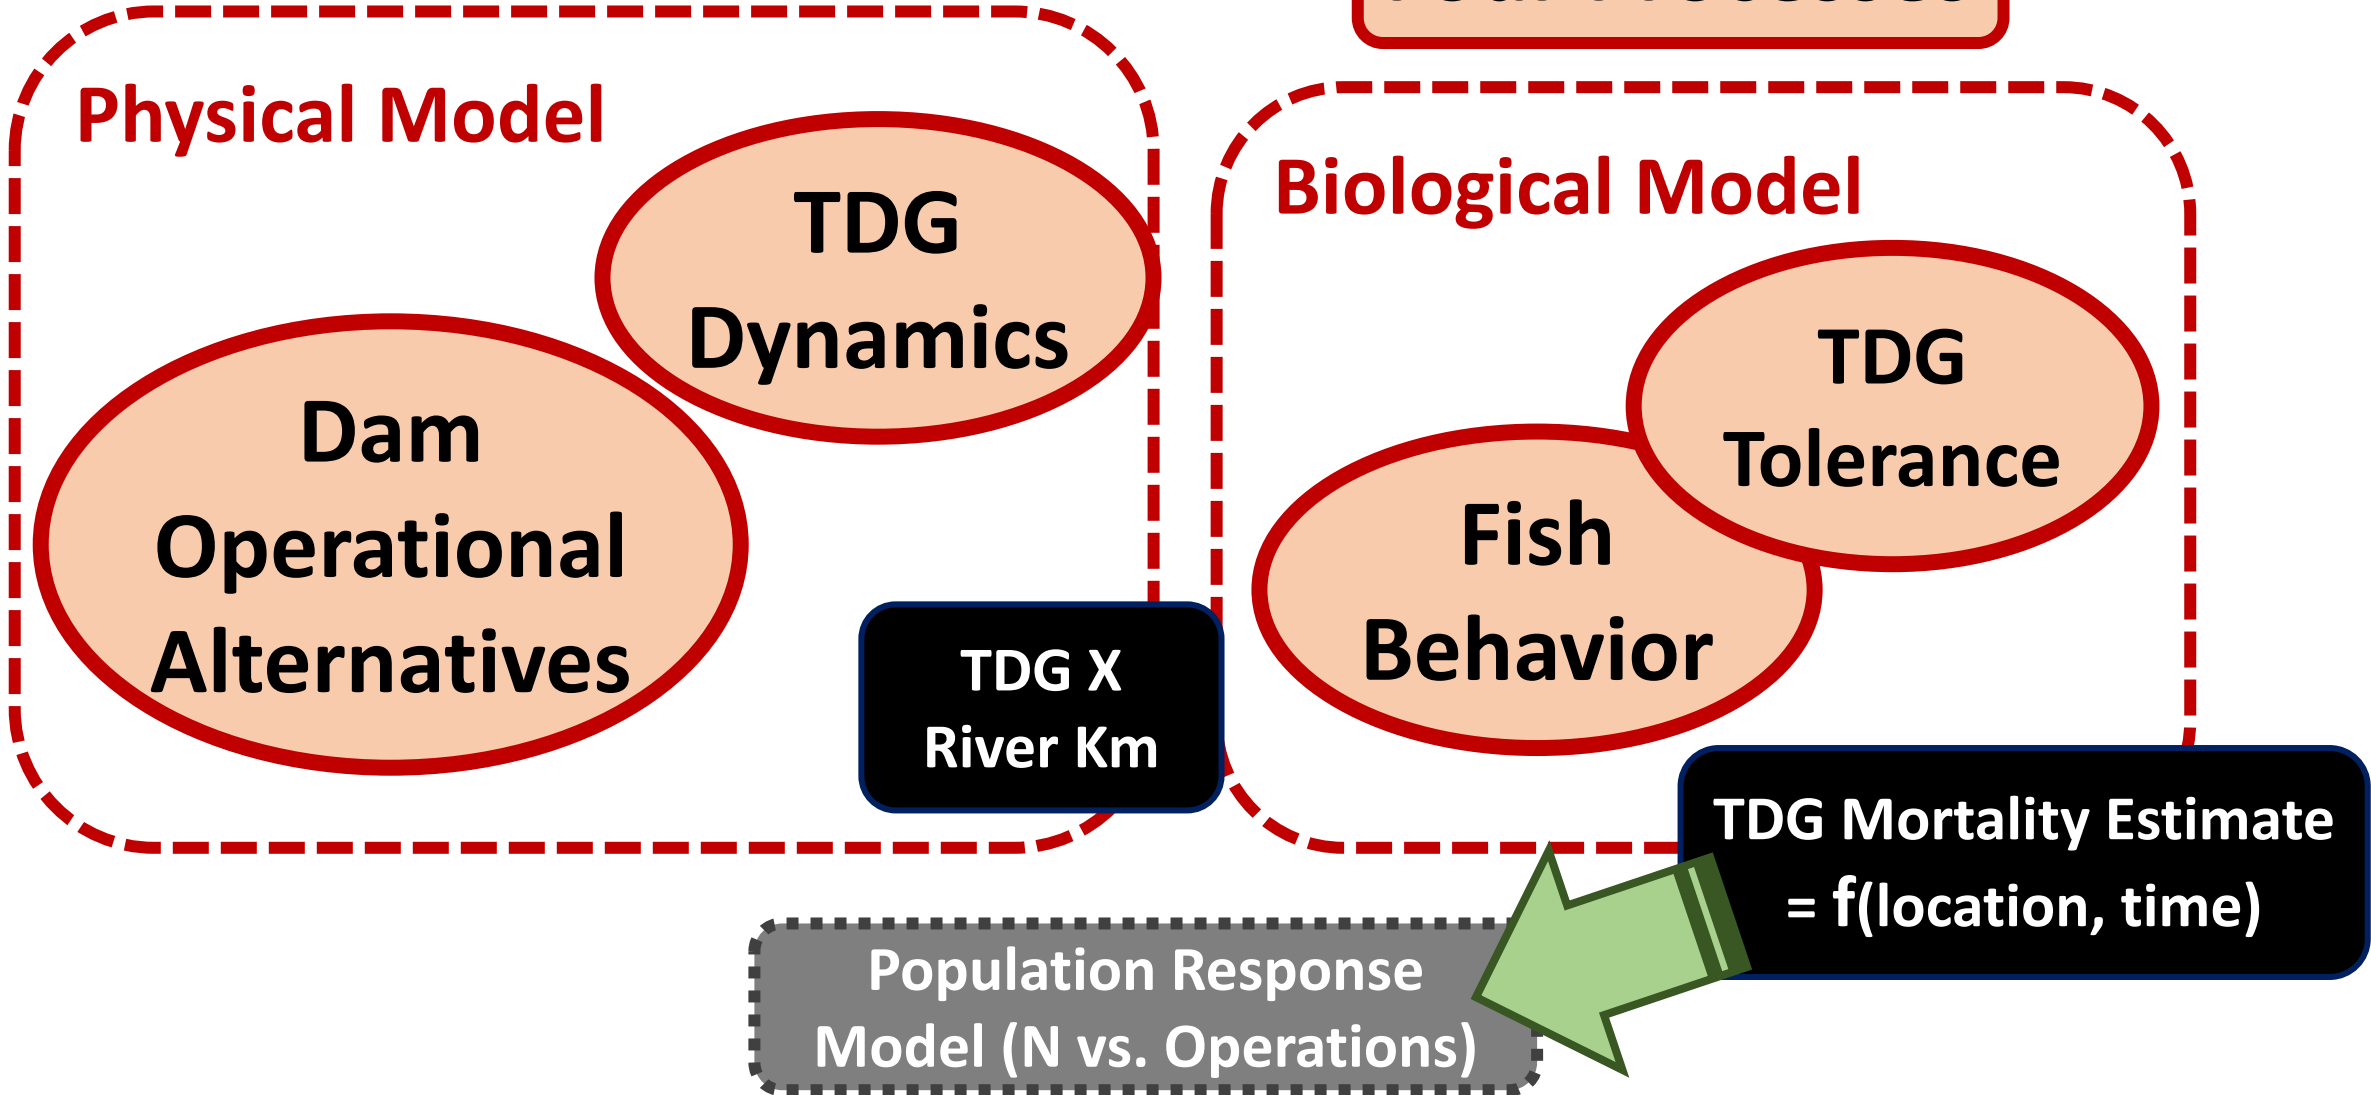 Physical Model
TDG
Dynamics
Dam
Operational
Alternatives
TDG X
River Km
Biological Model
TDG
Tolerance
Fish
Behavior
TDG Mortality Estimate
= f(location, time)
Population Response
Model (N vs. Operations)